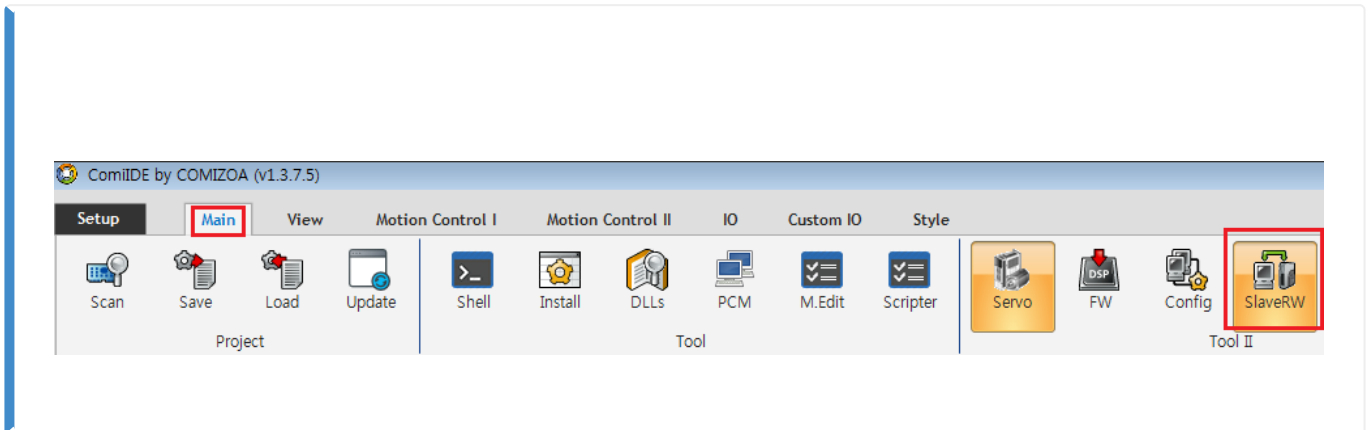 ComiIDE by COMIZOA (v1.3.7.5)
Setup Main View Motion Control I Motion Control II IO Custom IO Style
Scan Save Load Update Shell Install DLLs PCM M.Edit Scripter Servo FW Config SlaveRW
Project Tool Tool II
DSP